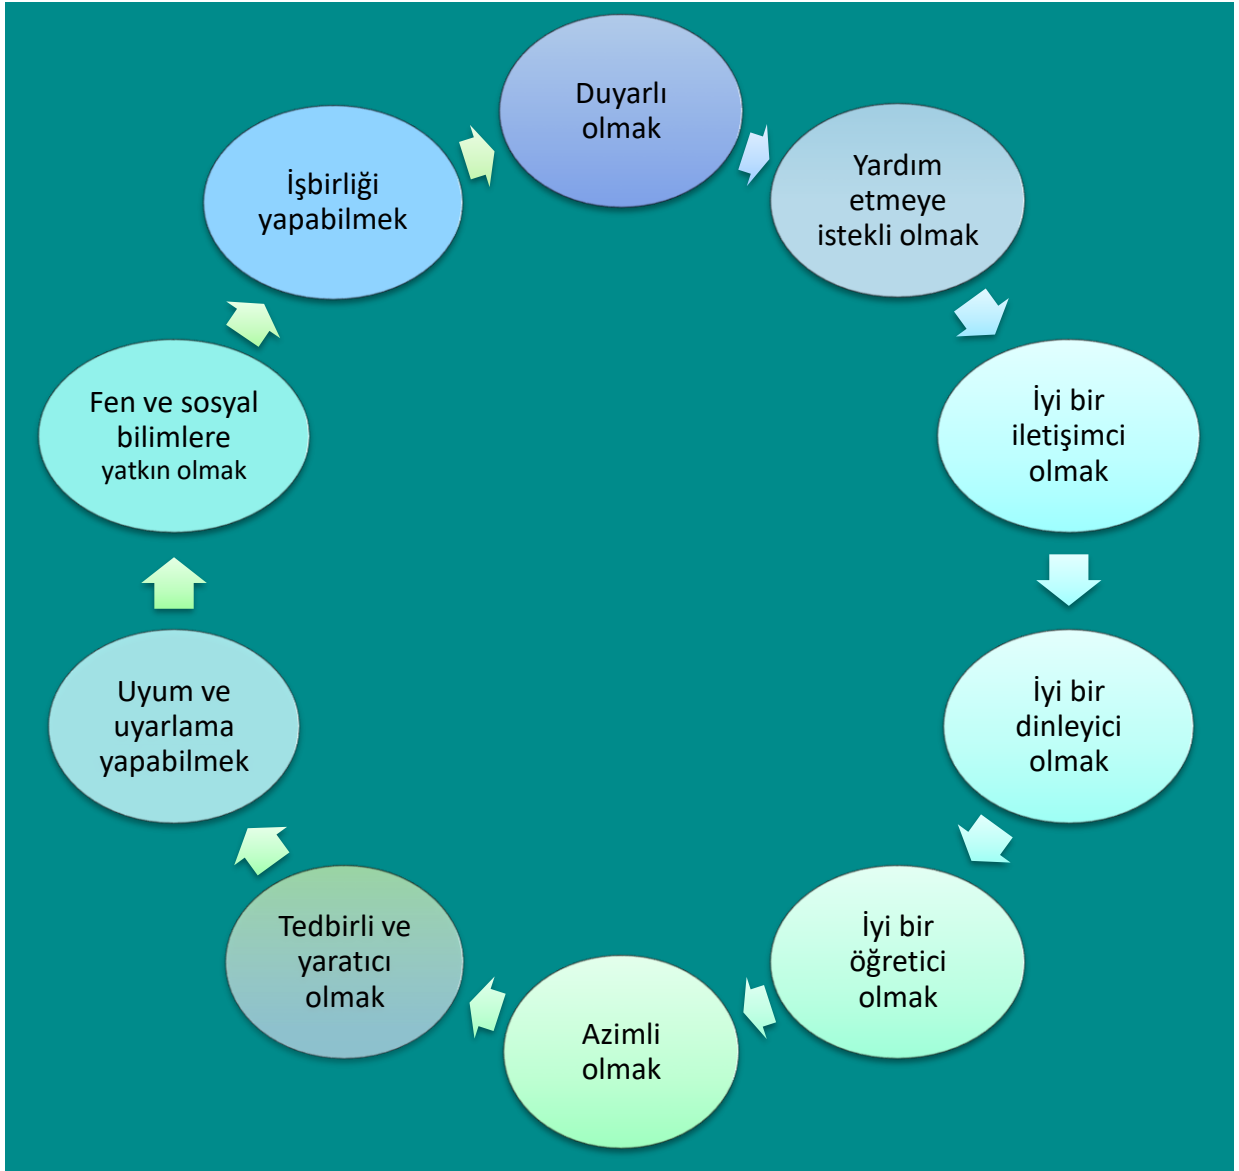 Duyarlı
olmak
Yardım
etmeye
istekli olmak
İyi bir
iletişimci
olmak
İyi bir
dinleyici
olmak
İyi bir
öğretici
olmak
Azimli
olmak
Tedbirli ve
yaratıcı
olmak
Uyum ve
uyarlama
yapabilmek
Fen ve sosyal
bilimlere
yatkın olmak
İşbirliği
yapabilmek